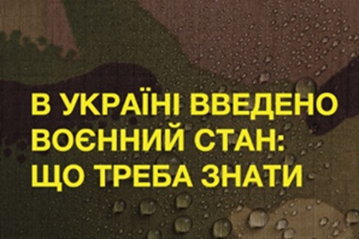 В УКРАЇНІ ВВЕДЕНО
ВОЄННИЙ СТАН:
ЩО ТРЕБА ЗНАТИ